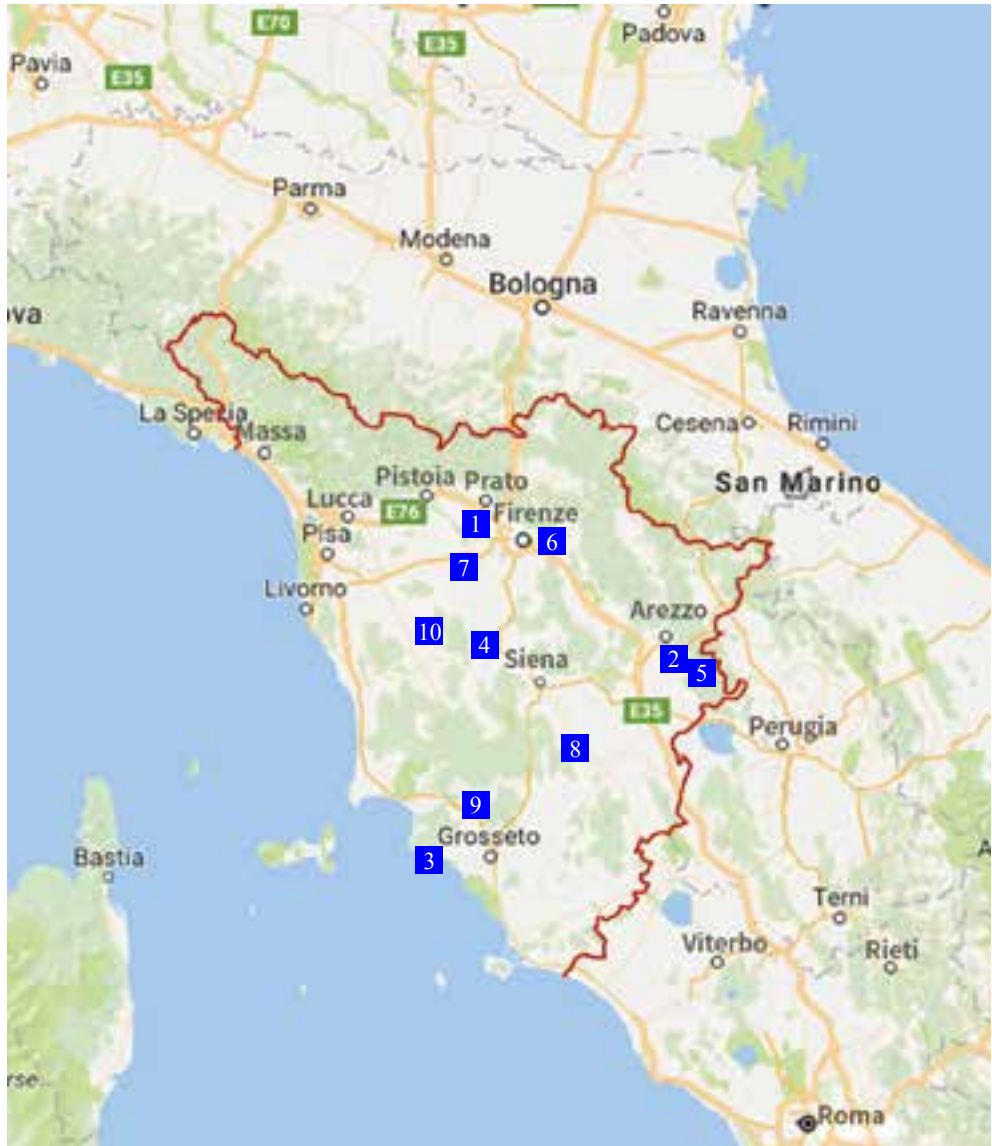 Padova
E70
E35
Pavia
E35
Parma
Modena
Bologna
Ravenna
ova
La Spezia
Massa
Cesena
Rimini
San Marino
Pistoia
Prato
Lucca
E76
1
Firenze
Pisa
6
7
Livorno
Arezzo
10
4
2
Siena
5
E35
Perugia
8
9
Grosseto
3
Bastia
A
Terni
Viterbo
Rieti
rse...
Roma